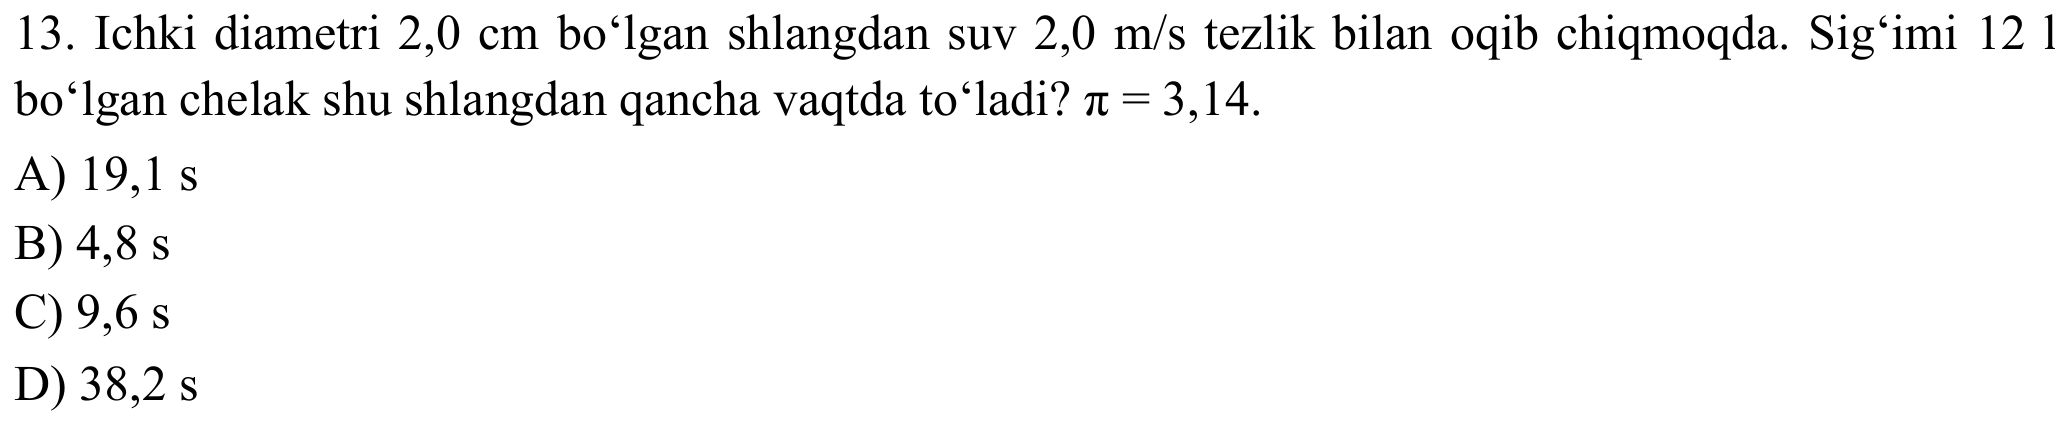 13. Ichki diametri 2,0 cm bo‘lgan shlangdan suv 2,0 m/s tezlik bilan oqib chiqmoqda. Sig‘imi 12 l
bo‘lgan chelak shu shlangdan qancha vaqtda to‘ladi? π = 3,14.
A) 19,1 s
B) 4,8 s
C) 9,6 s
D) 38,2 s